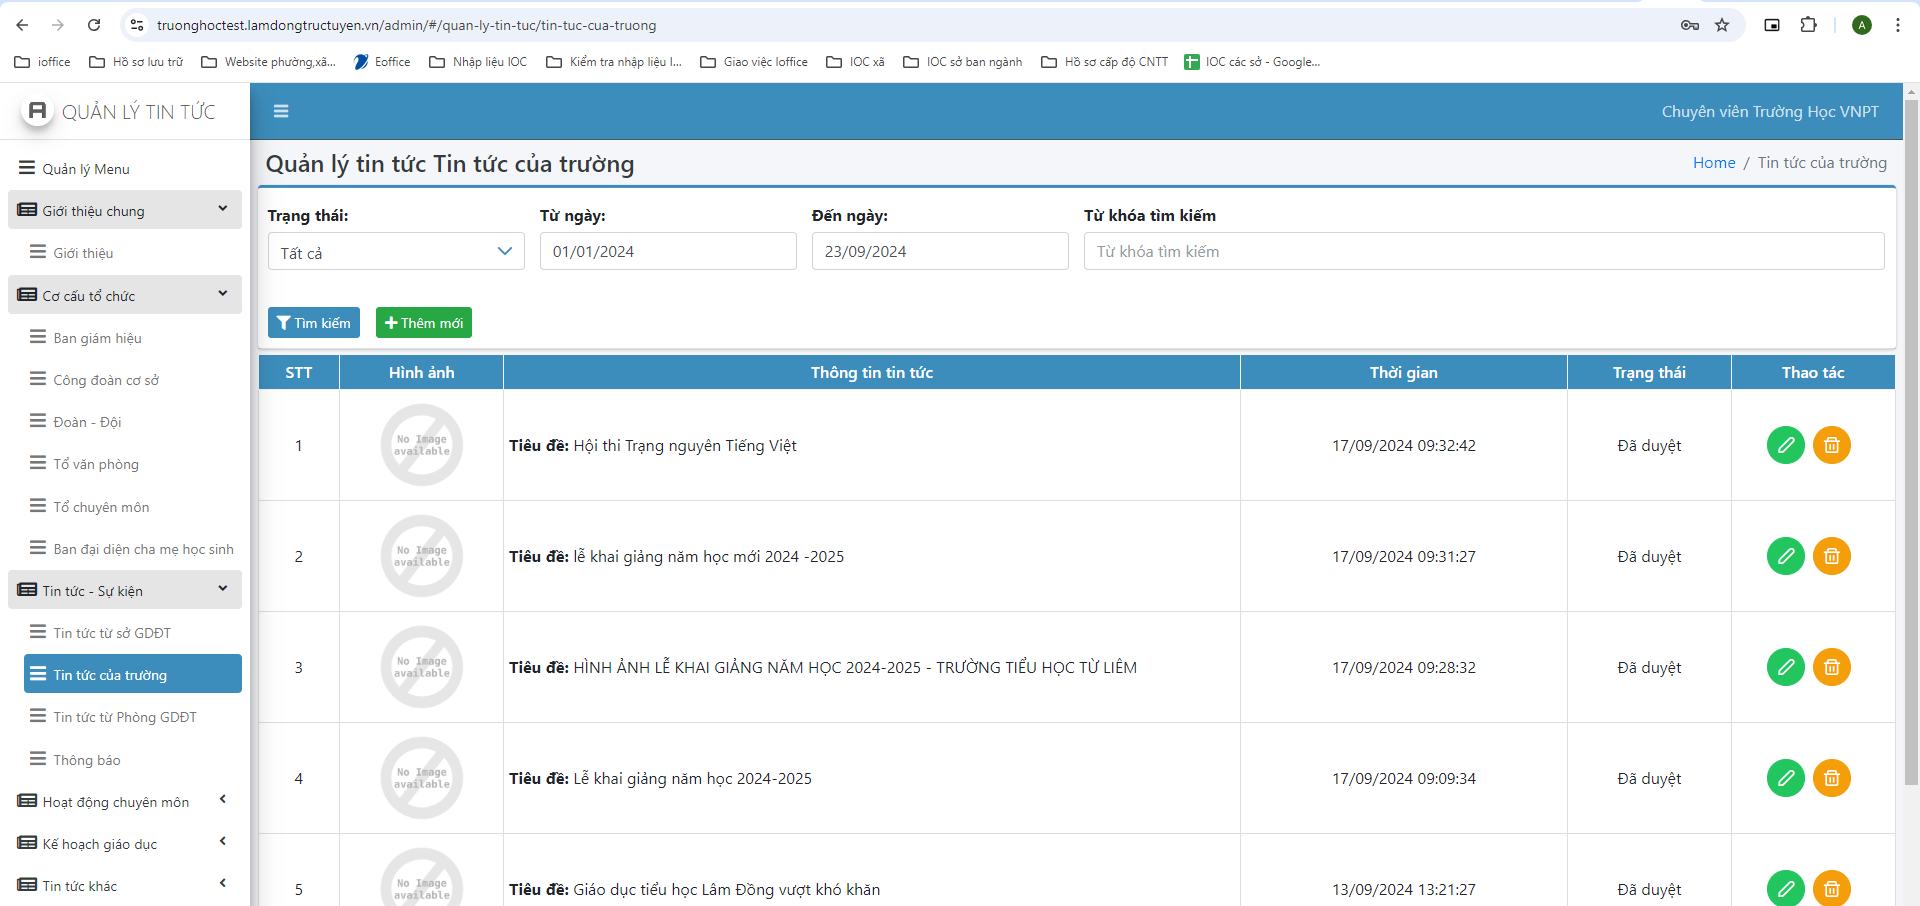 truonghoctest.lamdongtructuyen.vn/admin/#/quan-ly-tin-tuc/tin-tuc-cua-truong
A
ioffice
Hồ sơ lưu trữ
Website phường,xã...
Eoffice
Nhập liệu IOC
Kiểm tra nhập liệu I...
Giao việc Ioffice
IOC xã
IOC sở ban ngành
Hồ sơ cấp độ CNTT
IOC các sở - Google...
QUẢN LÝ TIN TỨC
Chuyên viên Trường Học VNPT
Quản lý Menu
Giới thiệu chung
Giới thiệu
Cơ cấu tổ chức
Ban giám hiệu
Công đoàn cơ sở
Đoàn - Đội
Tổ văn phòng
Tổ chuyên môn
Ban đại diện cha mẹ học sinh
Tin tức - Sự kiện
Tin tức từ sở GDĐT
Tin tức của trường
Tin tức từ Phòng GDĐT
Thông báo
Hoạt động chuyên môn
Kế hoạch giáo dục
Tin tức khác
Quản lý tin tức Tin tức của trường
Home / Tin tức của trường
Trạng thái:
Từ ngày:
Đến ngày:
Từ khóa tìm kiếm
Tất cả
01/01/2024
23/09/2024
Từ khóa tìm kiếm
Tìm kiếm
Thêm mới
STT Hình ảnh Thông tin tin tức Thời gian Trạng thái Thao tác
No Image
available
1 Tiêu đề: Hội thi Trạng nguyên Tiếng Việt 17/09/2024 09:32:42 Đã duyệt
No Image
available
2 Tiêu đề: lễ khai giảng năm học mới 2024 -2025 17/09/2024 09:31:27 Đã duyệt
No Image
available
3 Tiêu đề: HÌNH ẢNH LỄ KHAI GIẢNG NĂM HỌC 2024-2025 - TRƯỜNG TIỂU HỌC TỪ LIÊM 17/09/2024 09:28:32 Đã duyệt
No Image
available
4 Tiêu đề: Lễ khai giảng năm học 2024-2025 17/09/2024 09:09:34 Đã duyệt
No Image
available
5 Tiêu đề: Giáo dục tiểu học Lâm Đồng vượt khó khăn 13/09/2024 13:21:27 Đã duyệt